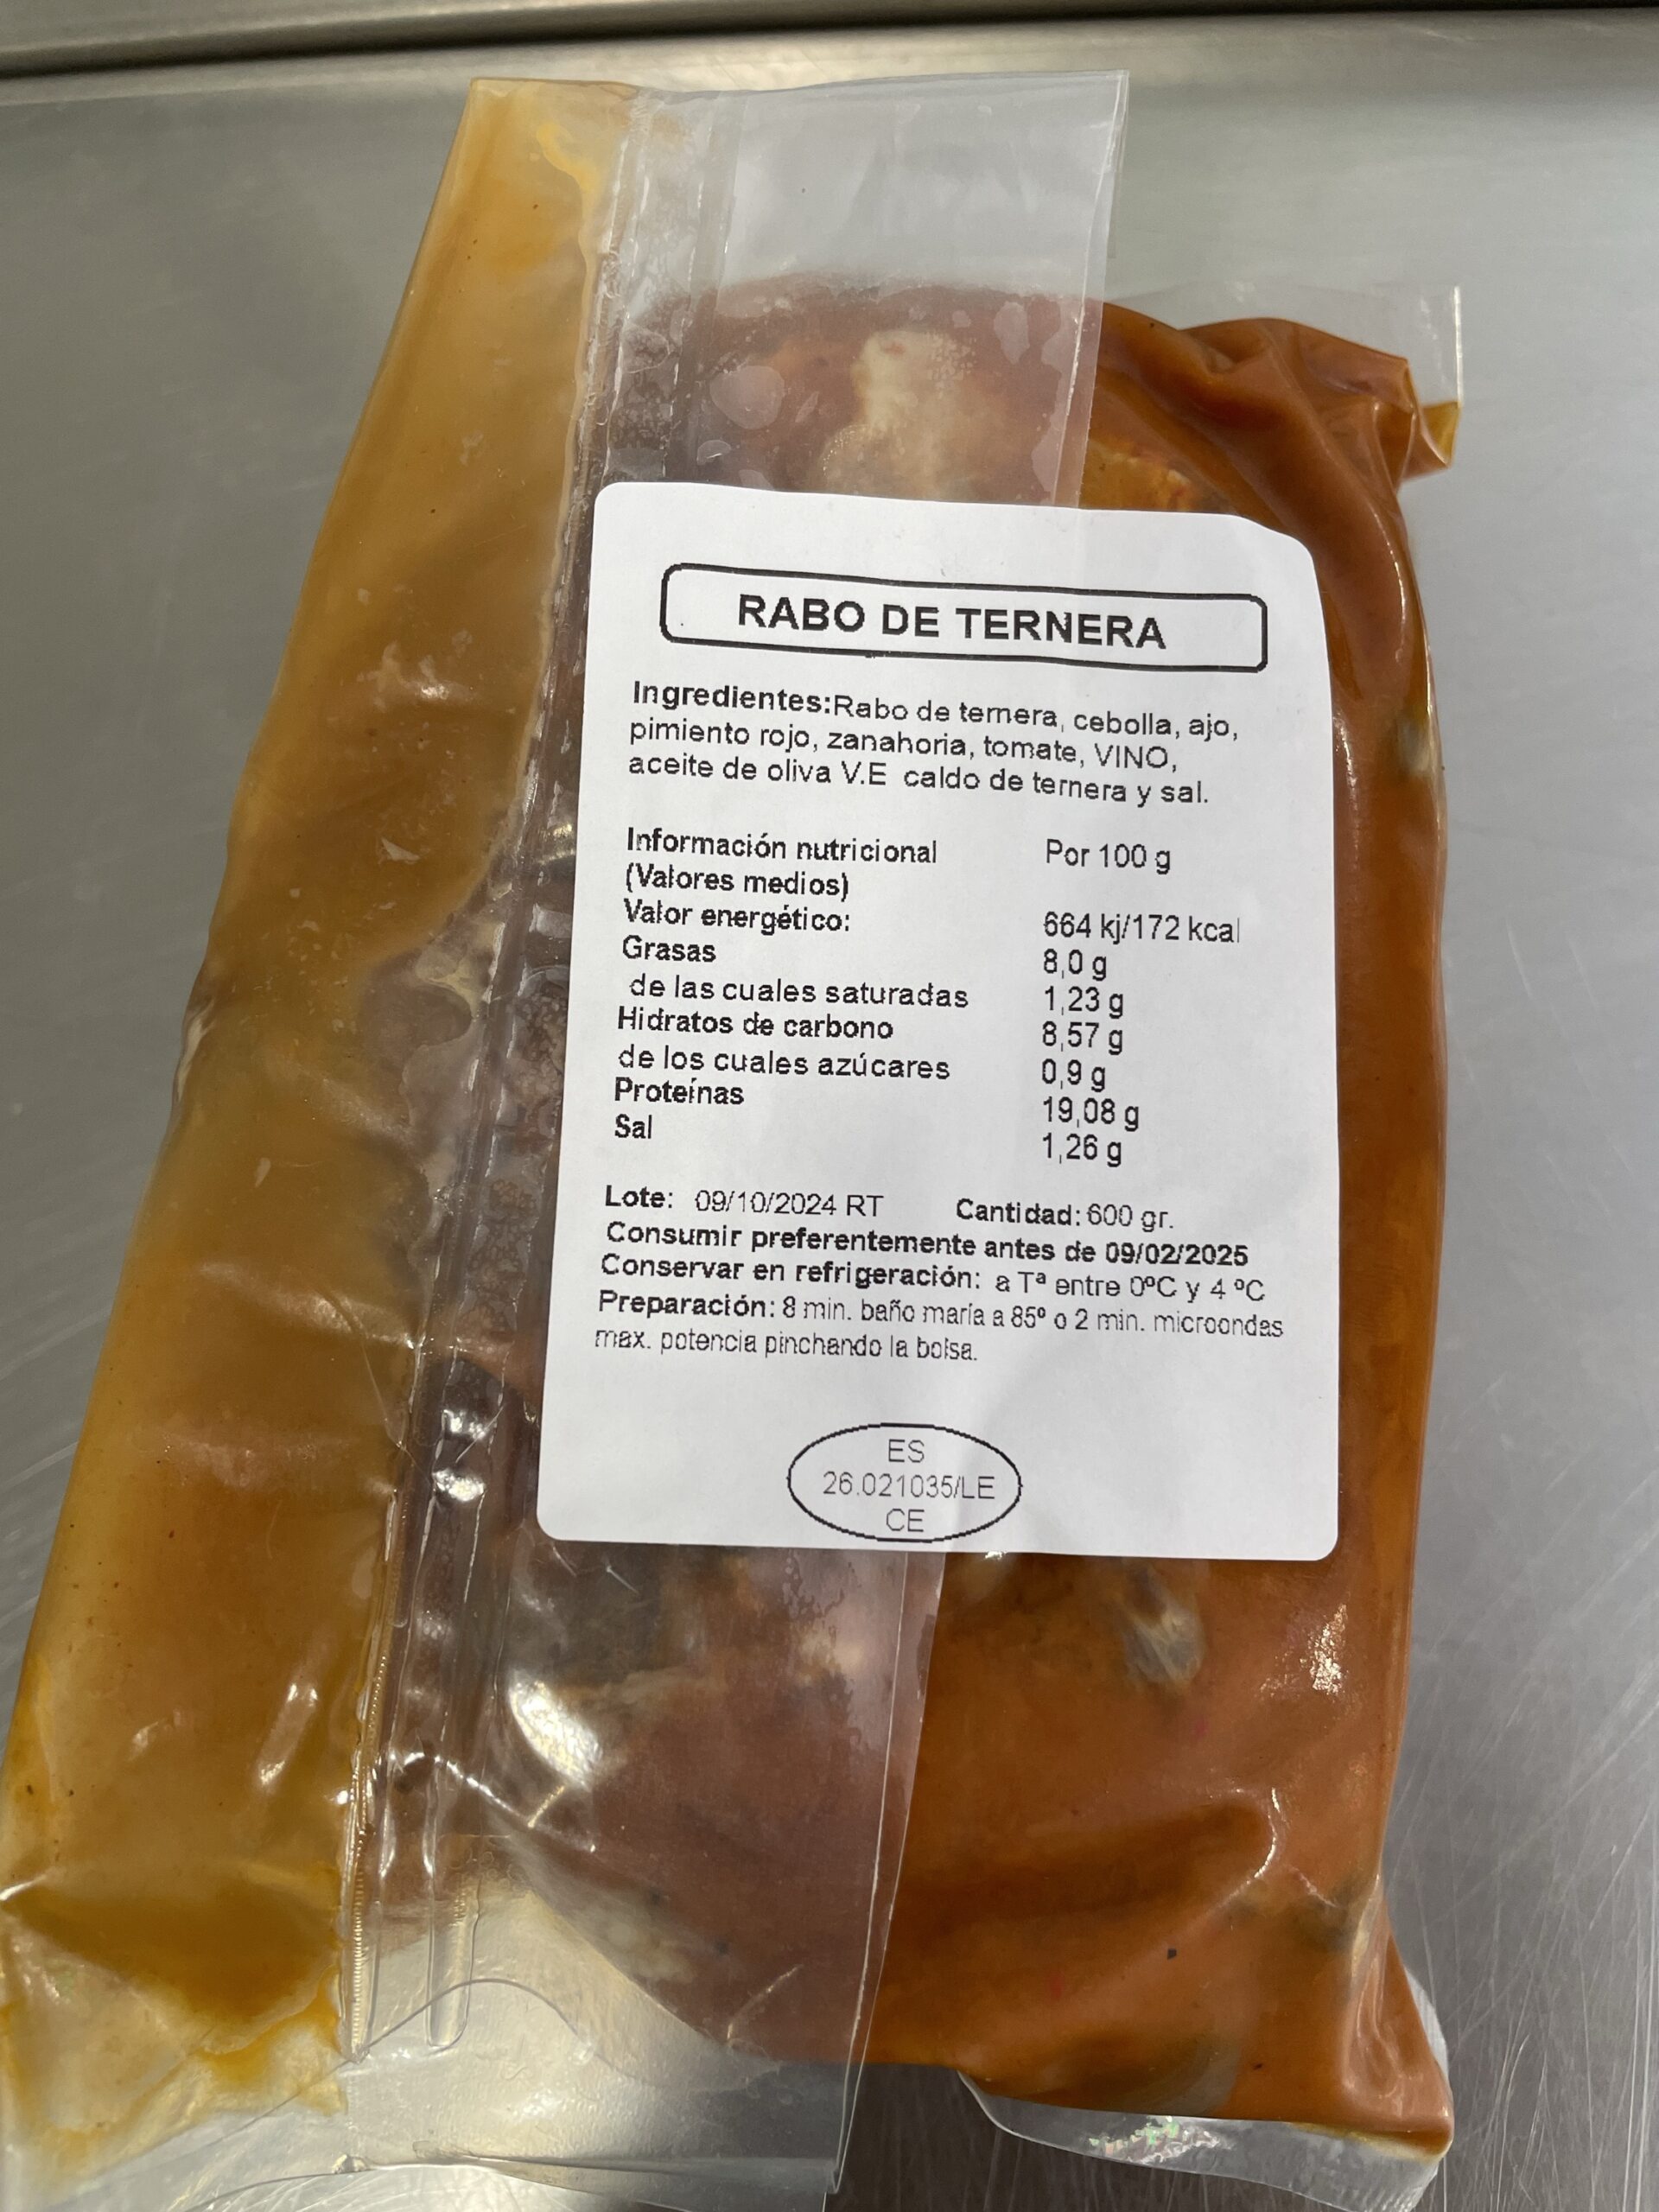 RABO DE TERNERA
Ingredientes:Rabo de ternera, cebolla, ajo,
pimiento rojo, zanahoria, tomate, VINO,
aceite de oliva V.E caldo de ternera y sal.
Información nutricional Por 100 g
(Valores medios)
Valor energético: 664 kj/172 kcal
Grasas 8,0 g
de las cuales saturadas 1,23 g
Hidratos de carbono 8,57 g
de los cuales azúcares 0,9 g
Proteínas 19,08 g
Sal 1,26 g
Lote: 09/10/2024 RT Cantidad: 600 gr.
Consumir preferentemente antes de 09/02/2025
Conservar en refrigeración: a Tª entre 0ºC y 4 ºC
Preparación: 8 min. baño maría a 85º o 2 min. microondas
max. potencia pinchando la bolsa.
ES
26.021035/LE
CE